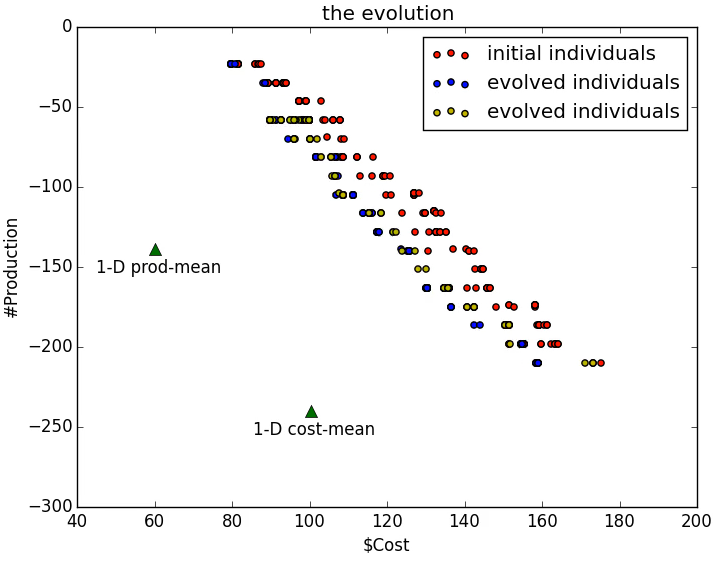 the evolution
initial individuals
evolved individuals
evolved individuals
0
−50
−100
−150
−200
−250
−300
#Production
1-D prod-mean
1-D cost-mean
40 60 80 100 120 140 160 180 200
$Cost